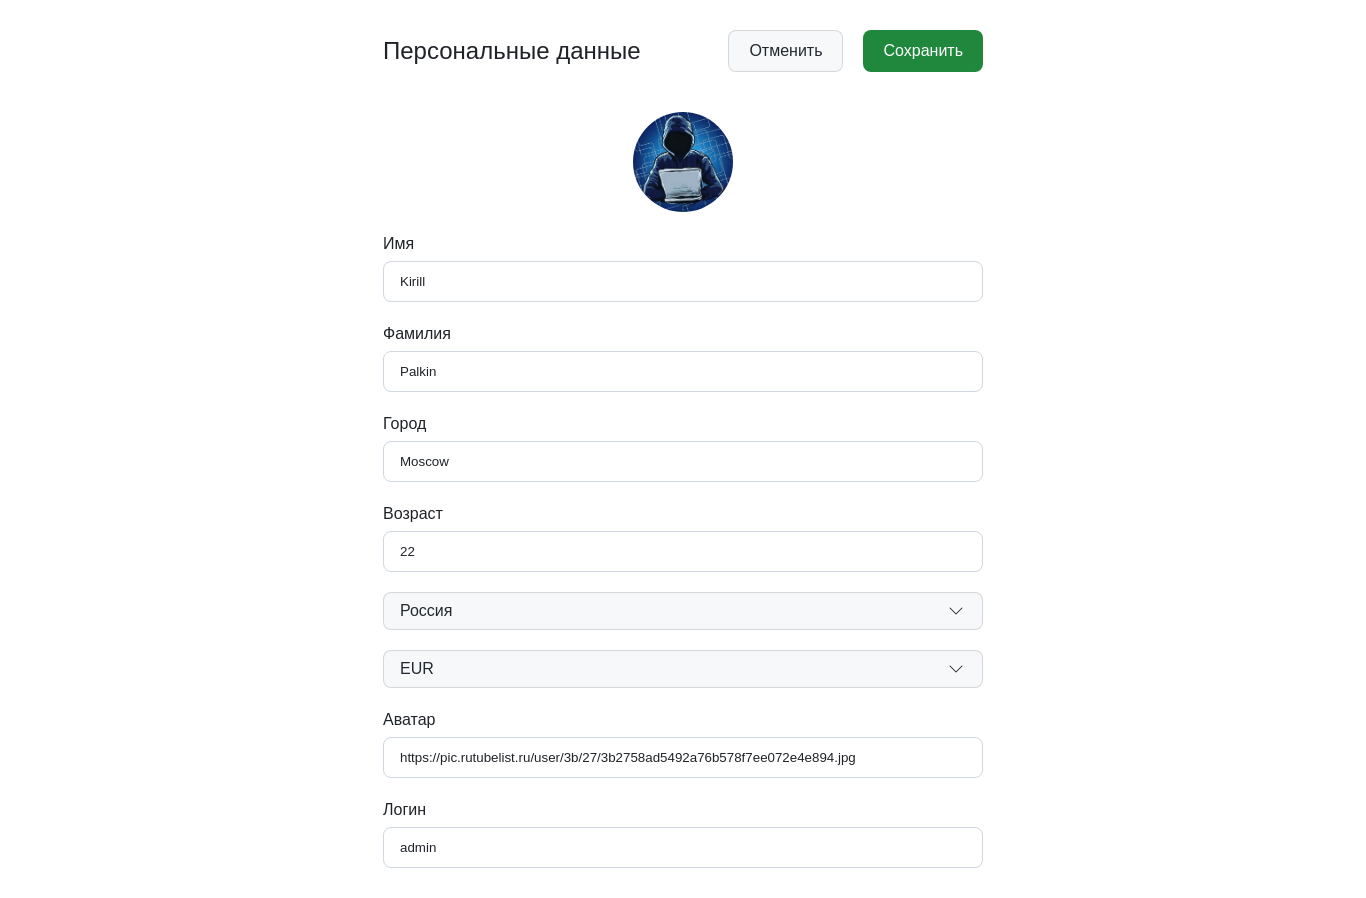 Персональные данные
Отменить
Сохранить
Имя
Kirill
Фамилия
Palkin
Город
Moscow
Возраст
22
Россия
EUR
Аватар
https://pic.rutubelist.ru/user/3b/27/3b2758ad5492a76b578f7ee072e4e894.jpg
Логин
admin